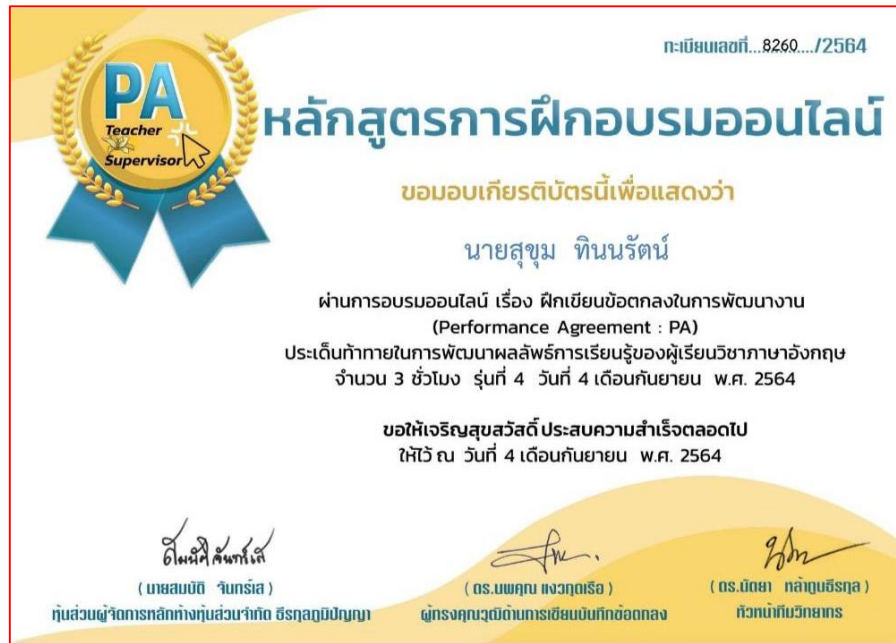 ทะเบียนเลขที่...8260..../2564
PA
Teacher
Supervisor
หลักสูตรการฝึกอบรมออนไลน์
ขอมอบเกียรติบัตรนี้เพื่อแสดงว่า
นายสุขุม ทินนรัตน์
ผ่านการอบรมออนไลน์ เรื่อง ฝึกเขียนข้อตกลงในการพัฒนางาน
(Performance Agreement : PA)
ประเด็นท้าทายในการพัฒนาผลลัพธ์การเรียนรู้ของผู้เรียนวิชาภาษาอังกฤษ
จำนวน 3 ชั่วโมง รุ่นที่ 4 วันที่ 4 เดือนกันยายน พ.ศ. 2564
ขอให้เจริญสุขสวัสดิ์ ประสบความสำเร็จตลอดไป
ให้ไว้ ณ วันที่ 4 เดือนกันยายน พ.ศ. 2564
สมบัติ จันทร์เส
( นายสมบัติ จันทร์เส )
หุ้นส่วนผู้จัดการหลักห้างหุ้นส่วนจำกัด ธีรกุลภูมิปัญญา
( ดร.นพคุณ แงวกุดเรือ )
ผู้ทรงคุณวุฒิด้านการเขียนบันทึกข้อตกลง
( ดร.นัตยา หล้าทูนธีรกุล )
หัวหน้าทีมวิทยากร